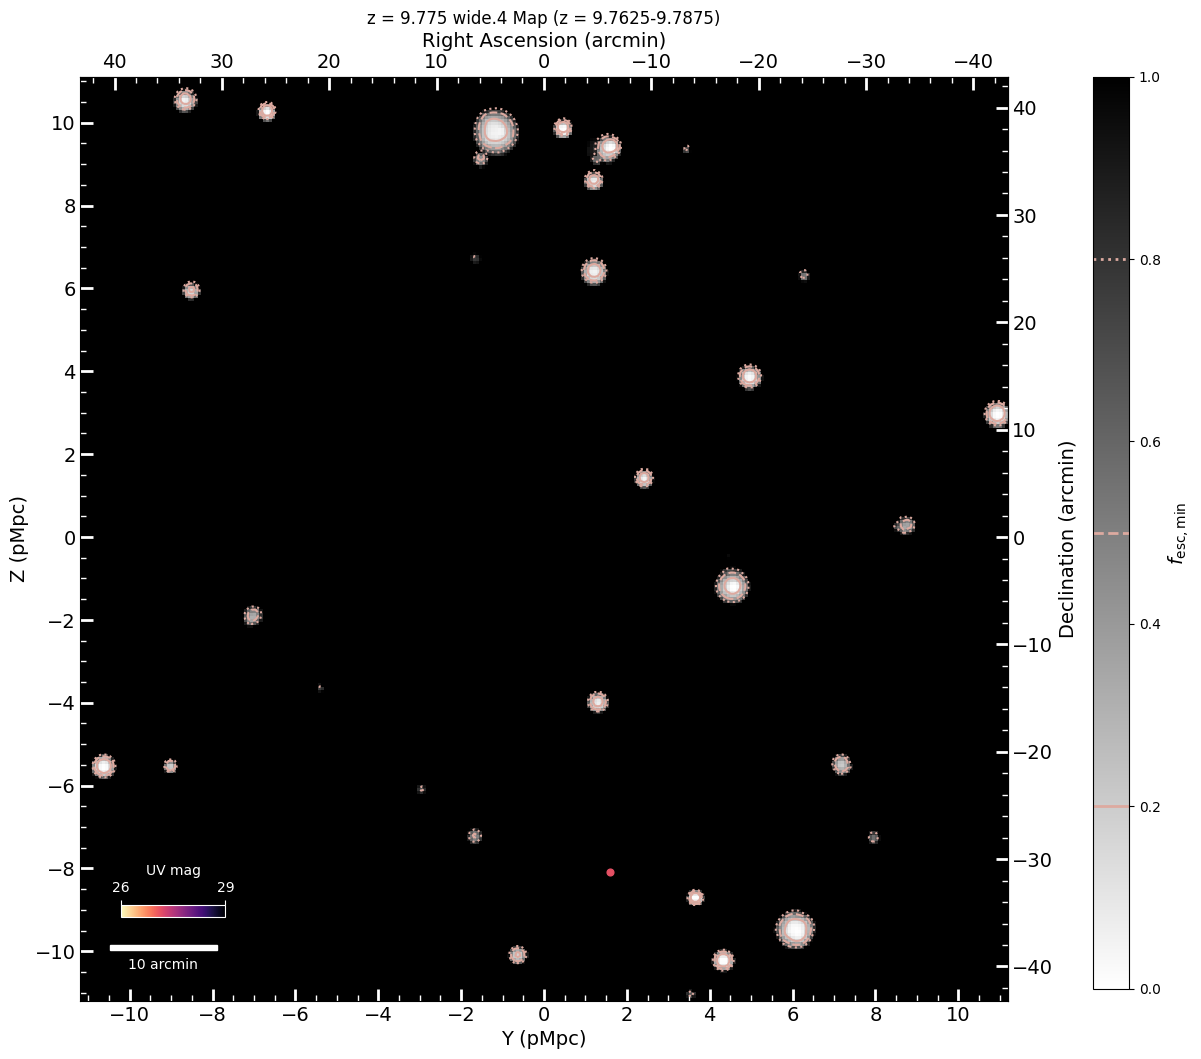 z = 9.775 wide.4 Map (z = 9.7625-9.7875)
Right Ascension (arcmin)
40 30 20 10 0 −10 −20 −30 −40
10
8
6
4
2
0
−2
−4
−6
−8
−10
Z (pMpc)
UV mag
26 29
10 arcmin
−10 −8 −6 −4 −2 0 2 4 6 8 10
Y (pMpc)
40
30
20
10
0
−10
−20
−30
−40
Declination (arcmin)
1.0
0.8
0.6
0.4
0.2
0.0
fesc,min